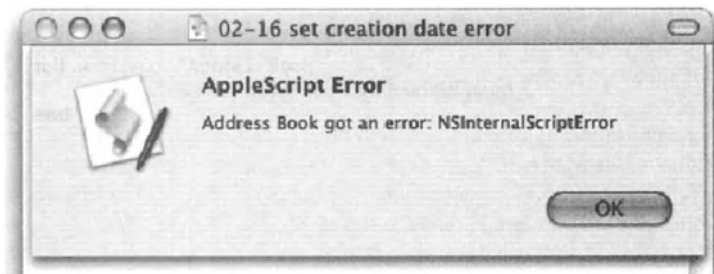 02-16 set creation date error
AppleScript Error
Address Book got an error: NSInternalScriptError
OK